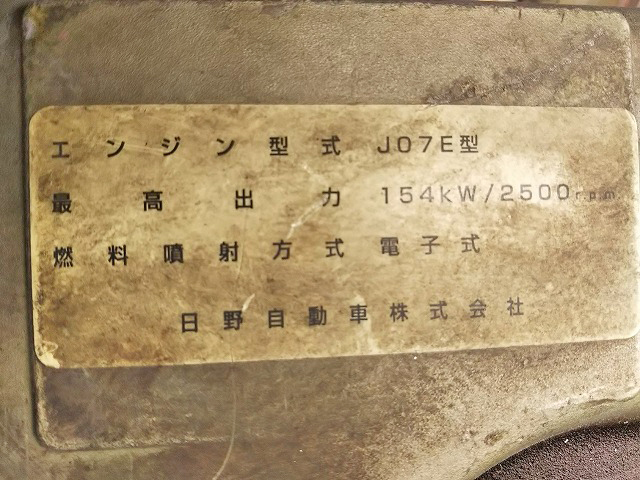 エンジン型式 J07E型
最高出力 154kW/2500r.p.m.
燃料噴射方式 電子式
日野自動車株式会社